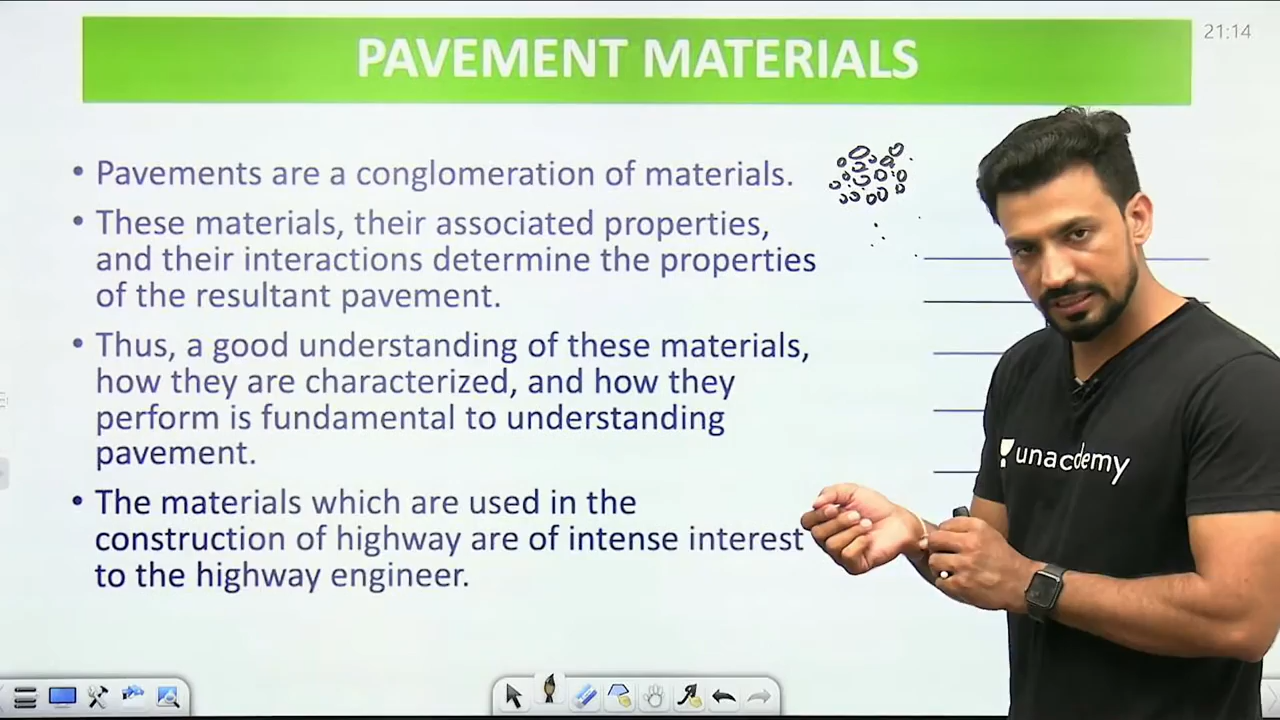 PAVEMENT MATERIALS
21:14
• Pavements are a conglomeration of materials.
• These materials, their associated properties,
and their interactions determine the properties
of the resultant pavement.
• Thus, a good understanding of these materials,
how they are characterized, and how they
perform is fundamental to understanding
pavement.
• The materials which are used in the
construction of highway are of intense interest
to the highway engineer.
unacademy